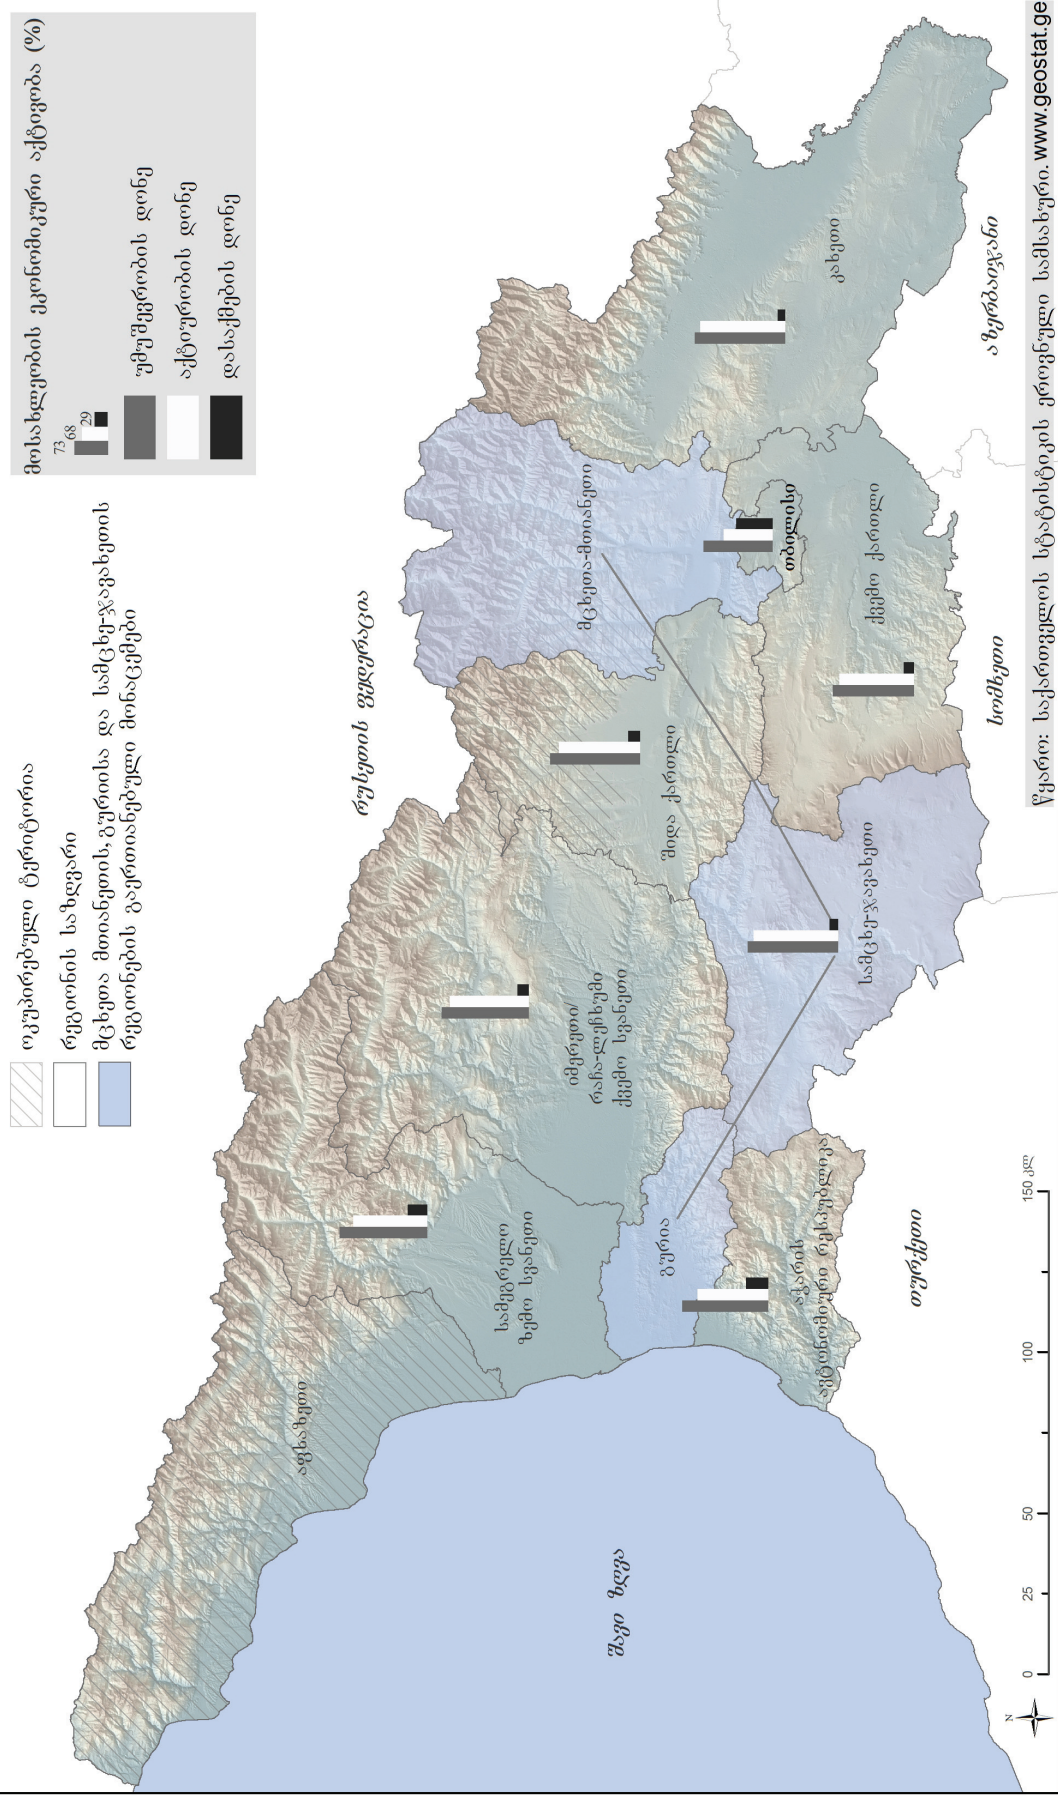 მოსახლეობის ეკონომიკური აქტივობა (%)
73
68
29
უმუშევრობის დონე
აქტიურობის დონე
დასაქმების დონე
ოკუპირებული ტერიტორია
რეგიონის საზღვარი
მცხეთა მთიანეთის, გურიისა და სამცხე-ჯავახეთის
რეგიონების გაერთიანებული მონაცემები
რუსეთის ფედერაცია
აფხაზეთი
სამეგრელო
ზემო სვანეთი
იმერეთი/
რაჭა-ლეჩხუმი
ქვემო სვანეთი
მცხეთა-მთიანეთი
შიდა ქართლი
თბილისი
კახეთი
ქვემო ქართლი
გურია
სამცხე-ჯავახეთი
აჭარის
ავტონომიური რესპუბლიკა
შავი ზღვა
თურქეთი
სომხეთი
აზერბაიჯანი
N
0 25 50 100 150 კლ
წყარო: საქართველოს სტატისტიკის ეროვნული სამსახური. www.geostat.ge